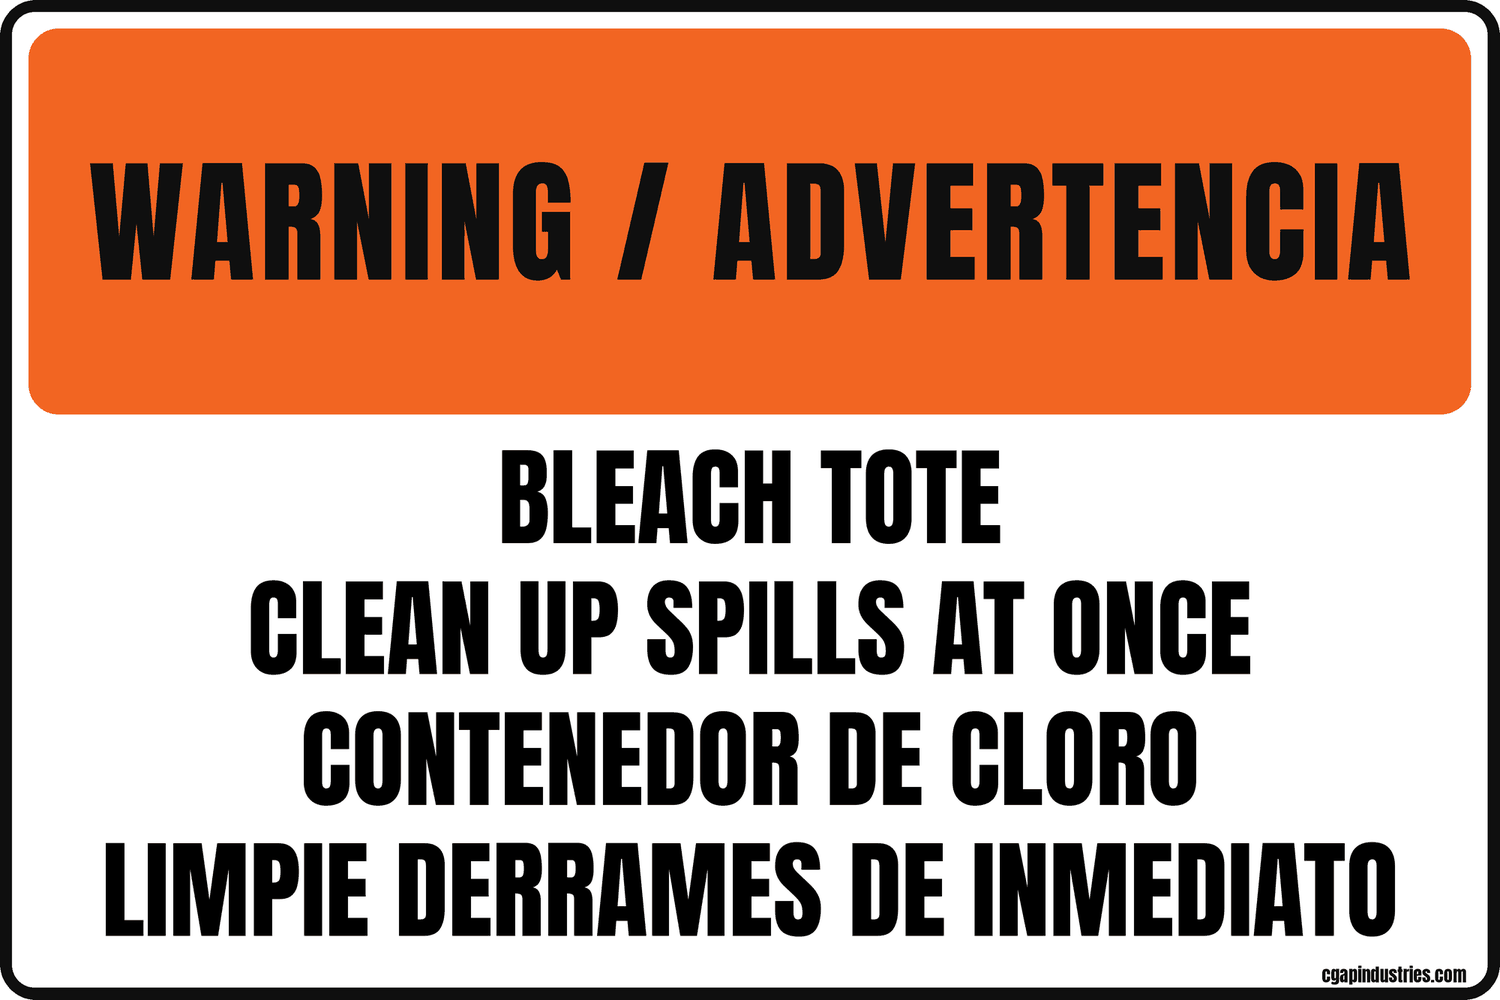 WARNING / ADVERTENCIA
BLEACH TOTE
CLEAN UP SPILLS AT ONCE
CONTENEDOR DE CLORO
LIMPIE DERRAMES DE INMEDIATO
cgapindustries.com